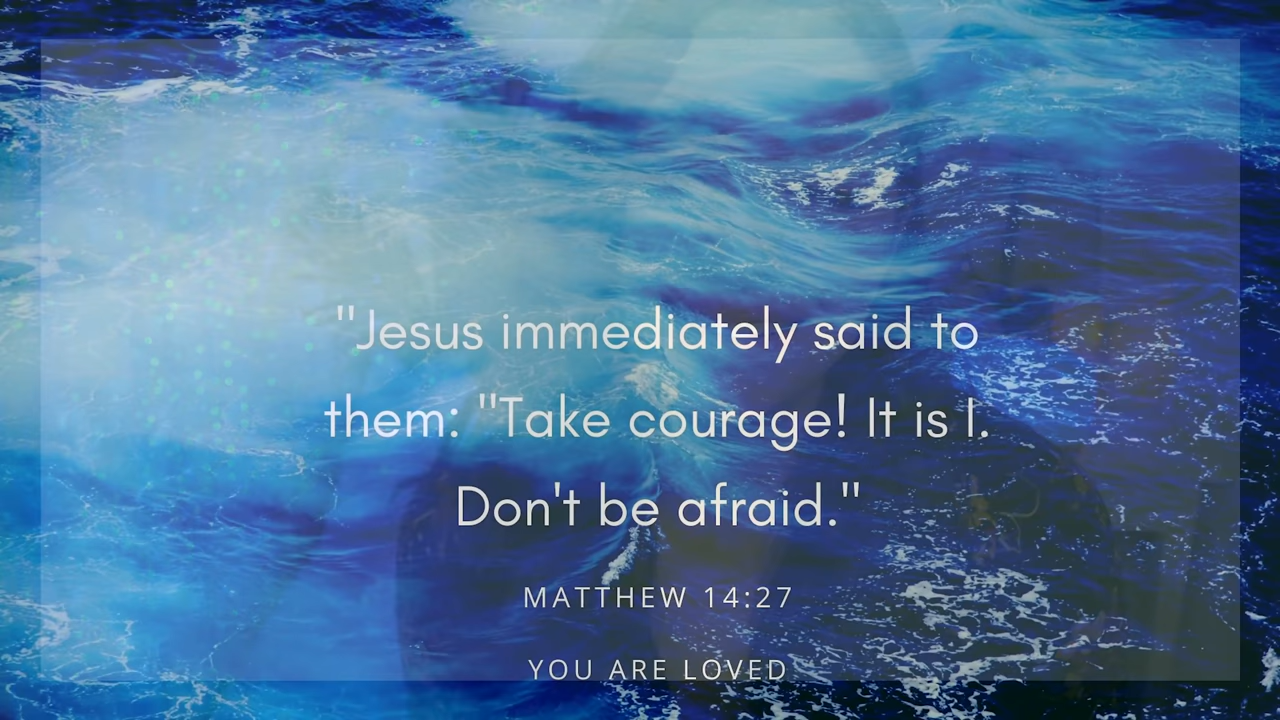 "Jesus immediately said to
them: "Take courage! It is I.
Don't be afraid."
MATTHEW 14:27
YOU ARE LOVED